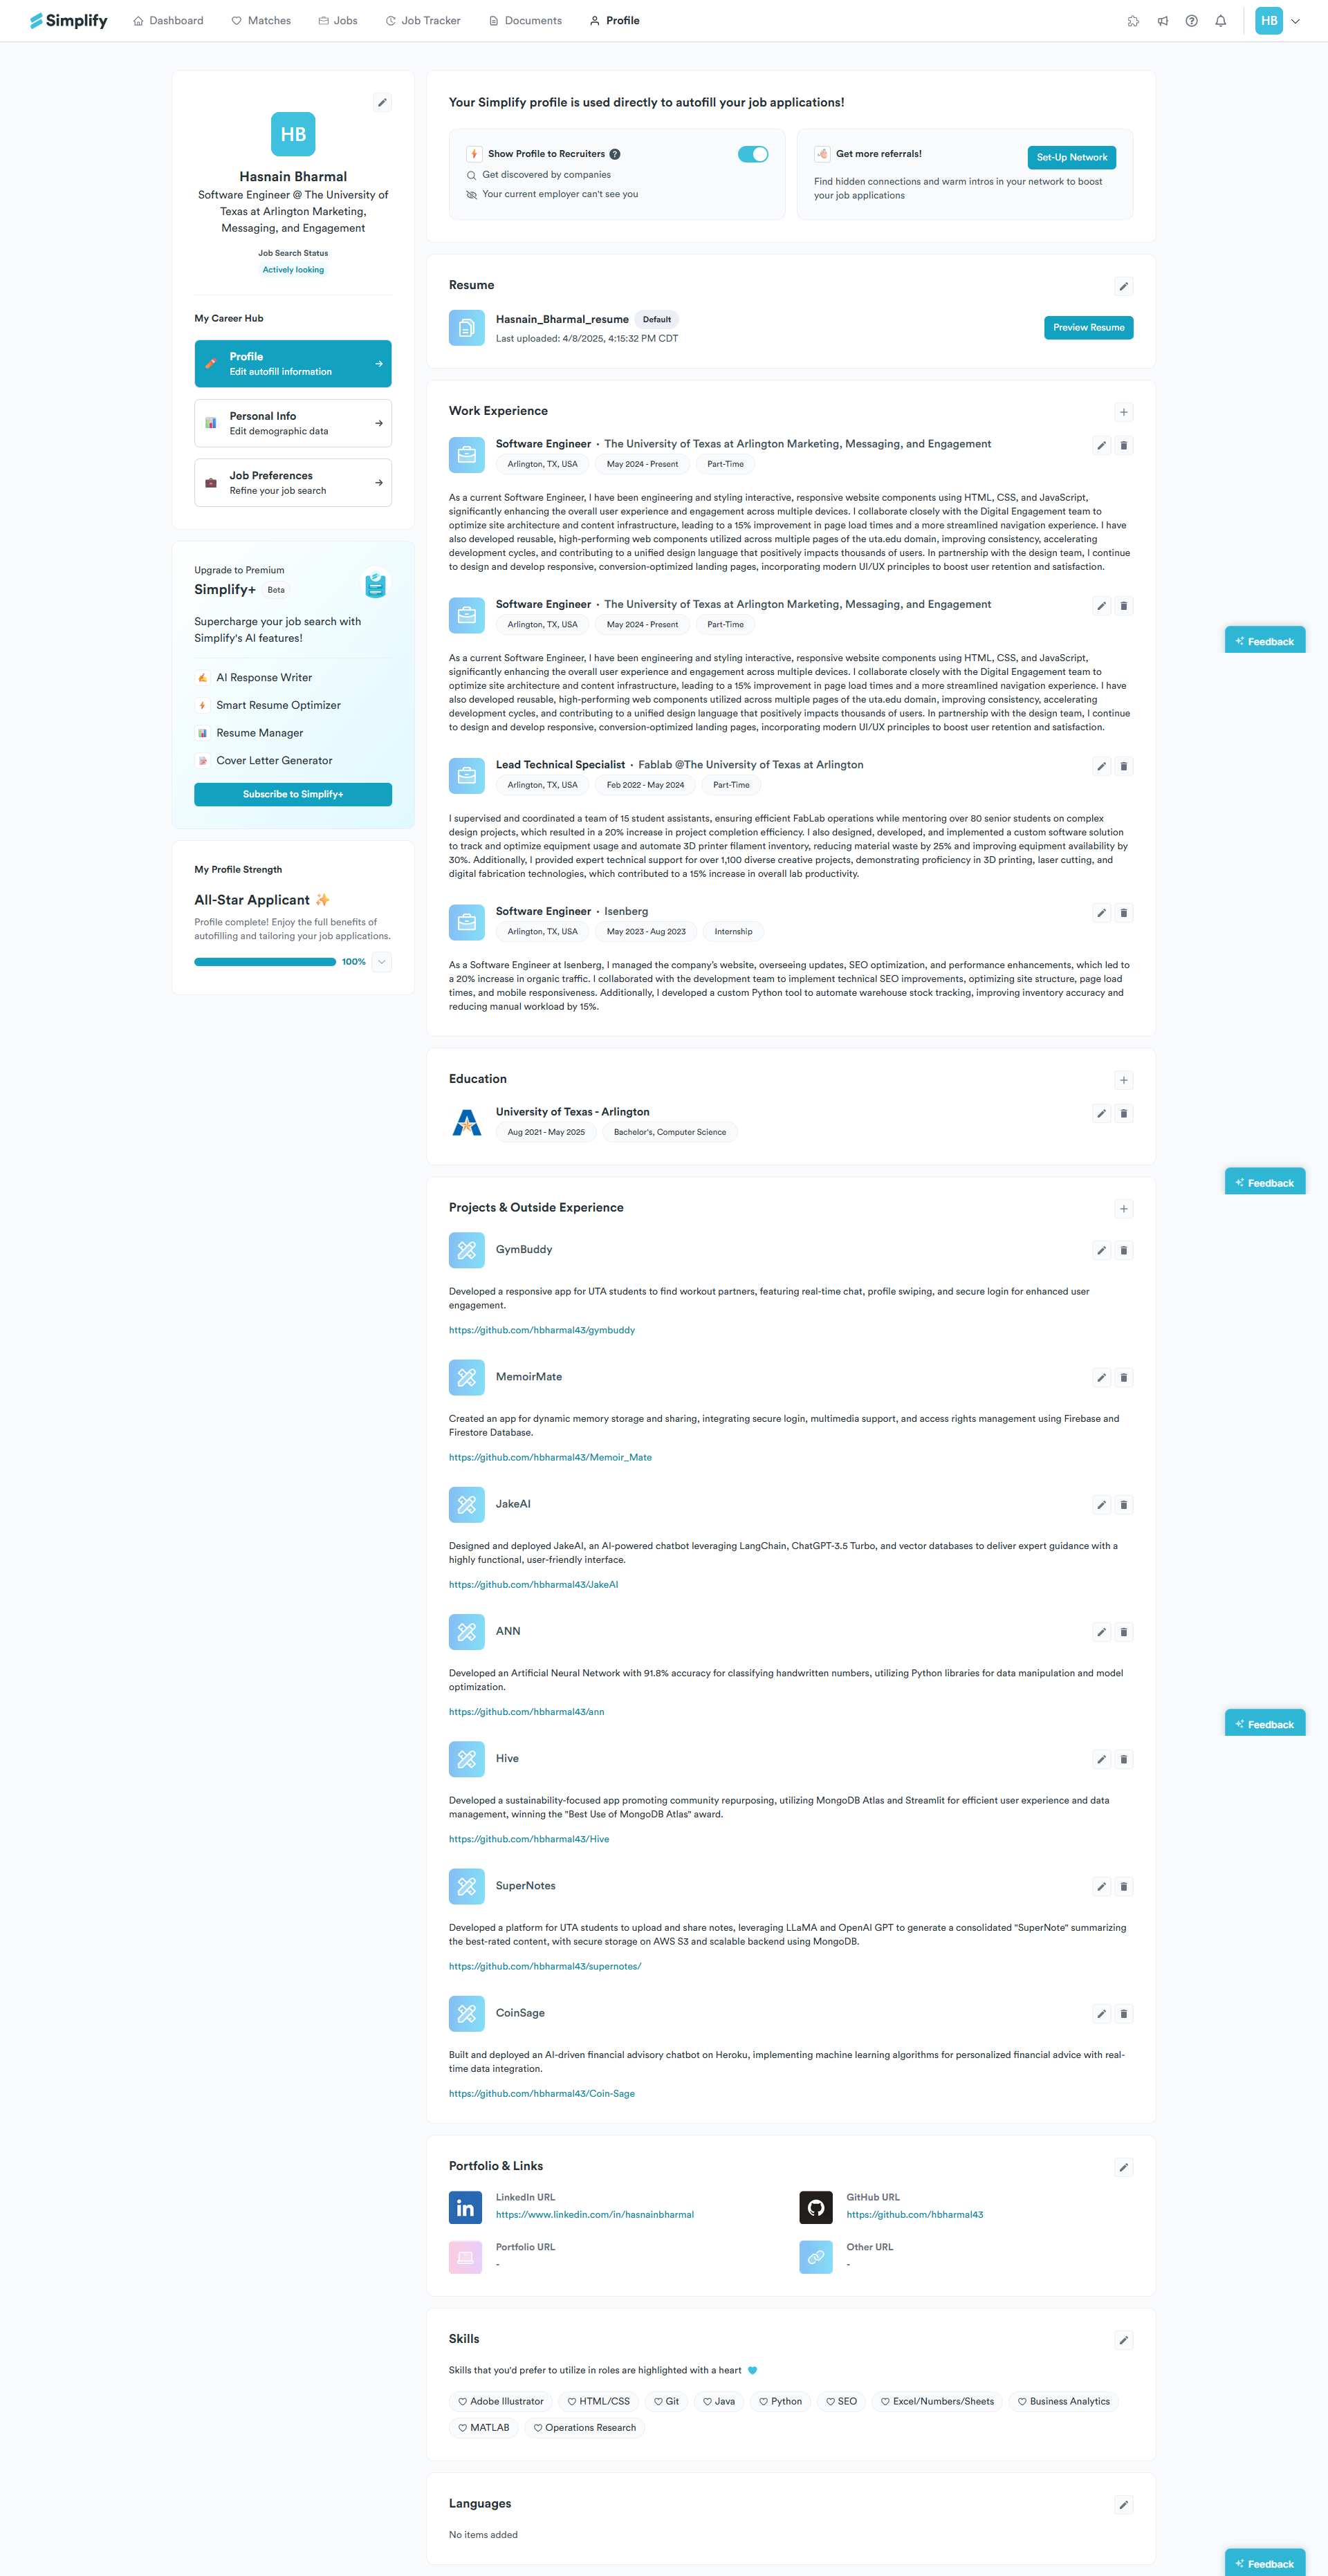 Simplify
Dashboard
Matches
Jobs
Job Tracker
Documents
Profile
HB
HB
Hasnain Bharmal
Software Engineer @ The University of
Texas at Arlington Marketing,
Messaging, and Engagement
Job Search Status
Actively looking
My Career Hub
Profile
Edit autofill information
Personal Info
Edit demographic data
Job Preferences
Refine your job search
Upgrade to Premium
Simplify+ Beta
Supercharge your job search with
Simplify's AI features!
AI Response Writer
Smart Resume Optimizer
Resume Manager
Cover Letter Generator
Subscribe to Simplify+
My Profile Strength
All-Star Applicant
Profile complete! Enjoy the full benefits of
autofilling and tailoring your job applications.
100%
Your Simplify profile is used directly to autofill your job applications!
Show Profile to Recruiters ?
Get discovered by companies
Your current employer can't see you
Get more referrals!
Set-Up Network
Find hidden connections and warm intros in your network to boost
your job applications
Resume
Hasnain_Bharmal_resume Default
Last uploaded: 4/8/2025, 4:15:32 PM CDT
Preview Resume
Work Experience
Software Engineer · The University of Texas at Arlington Marketing, Messaging, and Engagement
Arlington, TX, USA May 2024 - Present Part-Time
As a current Software Engineer, I have been engineering and styling interactive, responsive website components using HTML, CSS, and JavaScript,
significantly enhancing the overall user experience and engagement across multiple devices. I collaborate closely with the Digital Engagement team to
optimize site architecture and content infrastructure, leading to a 15% improvement in page load times and a more streamlined navigation experience. I have
also developed reusable, high-performing web components utilized across multiple pages of the uta.edu domain, improving consistency, accelerating
development cycles, and contributing to a unified design language that positively impacts thousands of users. In partnership with the design team, I continue
to design and develop responsive, conversion-optimized landing pages, incorporating modern UI/UX principles to boost user retention and satisfaction.
Software Engineer · The University of Texas at Arlington Marketing, Messaging, and Engagement
Arlington, TX, USA May 2024 - Present Part-Time
Feedback
As a current Software Engineer, I have been engineering and styling interactive, responsive website components using HTML, CSS, and JavaScript,
significantly enhancing the overall user experience and engagement across multiple devices. I collaborate closely with the Digital Engagement team to
optimize site architecture and content infrastructure, leading to a 15% improvement in page load times and a more streamlined navigation experience. I have
also developed reusable, high-performing web components utilized across multiple pages of the uta.edu domain, improving consistency, accelerating
development cycles, and contributing to a unified design language that positively impacts thousands of users. In partnership with the design team, I continue
to design and develop responsive, conversion-optimized landing pages, incorporating modern UI/UX principles to boost user retention and satisfaction.
Lead Technical Specialist · Fablab @The University of Texas at Arlington
Arlington, TX, USA Feb 2022 - May 2024 Part-Time
I supervised and coordinated a team of 15 student assistants, ensuring efficient FabLab operations while mentoring over 80 senior students on complex
design projects, which resulted in a 20% increase in project completion efficiency. I also designed, developed, and implemented a custom software solution
to track and optimize equipment usage and automate 3D printer filament inventory, reducing material waste by 25% and improving equipment availability by
30%. Additionally, I provided expert technical support for over 1,100 diverse creative projects, demonstrating proficiency in 3D printing, laser cutting, and
digital fabrication technologies, which contributed to a 15% increase in overall lab productivity.
Software Engineer · Isenberg
Arlington, TX, USA May 2023 - Aug 2023 Internship
As a Software Engineer at Isenberg, I managed the company's website, overseeing updates, SEO optimization, and performance enhancements, which led to
a 20% increase in organic traffic. I collaborated with the development team to implement technical SEO improvements, optimizing site structure, page load
times, and mobile responsiveness. Additionally, I developed a custom Python tool to automate warehouse stock tracking, improving inventory accuracy and
reducing manual workload by 15%.
Education
University of Texas - Arlington
Aug 2021 - May 2025 Bachelor's, Computer Science
Feedback
Projects & Outside Experience
GymBuddy
Developed a responsive app for UTA students to find workout partners, featuring real-time chat, profile swiping, and secure login for enhanced user
engagement.
https://github.com/hbharmal43/gymbuddy
MemoirMate
Created an app for dynamic memory storage and sharing, integrating secure login, multimedia support, and access rights management using Firebase and
Firestore Database.
https://github.com/hbharmal43/Memoir_Mate
JakeAI
Designed and deployed JakeAI, an AI-powered chatbot leveraging LangChain, ChatGPT-3.5 Turbo, and vector databases to deliver expert guidance with a
highly functional, user-friendly interface.
https://github.com/hbharmal43/JakeAI
ANN
Developed an Artificial Neural Network with 91.8% accuracy for classifying handwritten numbers, utilizing Python libraries for data manipulation and model
optimization.
https://github.com/hbharmal43/ann
Feedback
Hive
Developed a sustainability-focused app promoting community repurposing, utilizing MongoDB Atlas and Streamlit for efficient user experience and data
management, winning the "Best Use of MongoDB Atlas" award.
https://github.com/hbharmal43/Hive
SuperNotes
Developed a platform for UTA students to upload and share notes, leveraging LLaMA and OpenAI GPT to generate a consolidated "SuperNote" summarizing
the best-rated content, with secure storage on AWS S3 and scalable backend using MongoDB.
https://github.com/hbharmal43/supernotes/
CoinSage
Built and deployed an AI-driven financial advisory chatbot on Heroku, implementing machine learning algorithms for personalized financial advice with real-
time data integration.
https://github.com/hbharmal43/Coin-Sage
Portfolio & Links
LinkedIn URL
https://www.linkedin.com/in/hasnainbharmal
GitHub URL
https://github.com/hbharmal43
Portfolio URL
-
Other URL
-
Skills
Skills that you'd prefer to utilize in roles are highlighted with a heart
Adobe Illustrator HTML/CSS Git Java Python SEO Excel/Numbers/Sheets Business Analytics
MATLAB Operations Research
Languages
No items added
Feedback